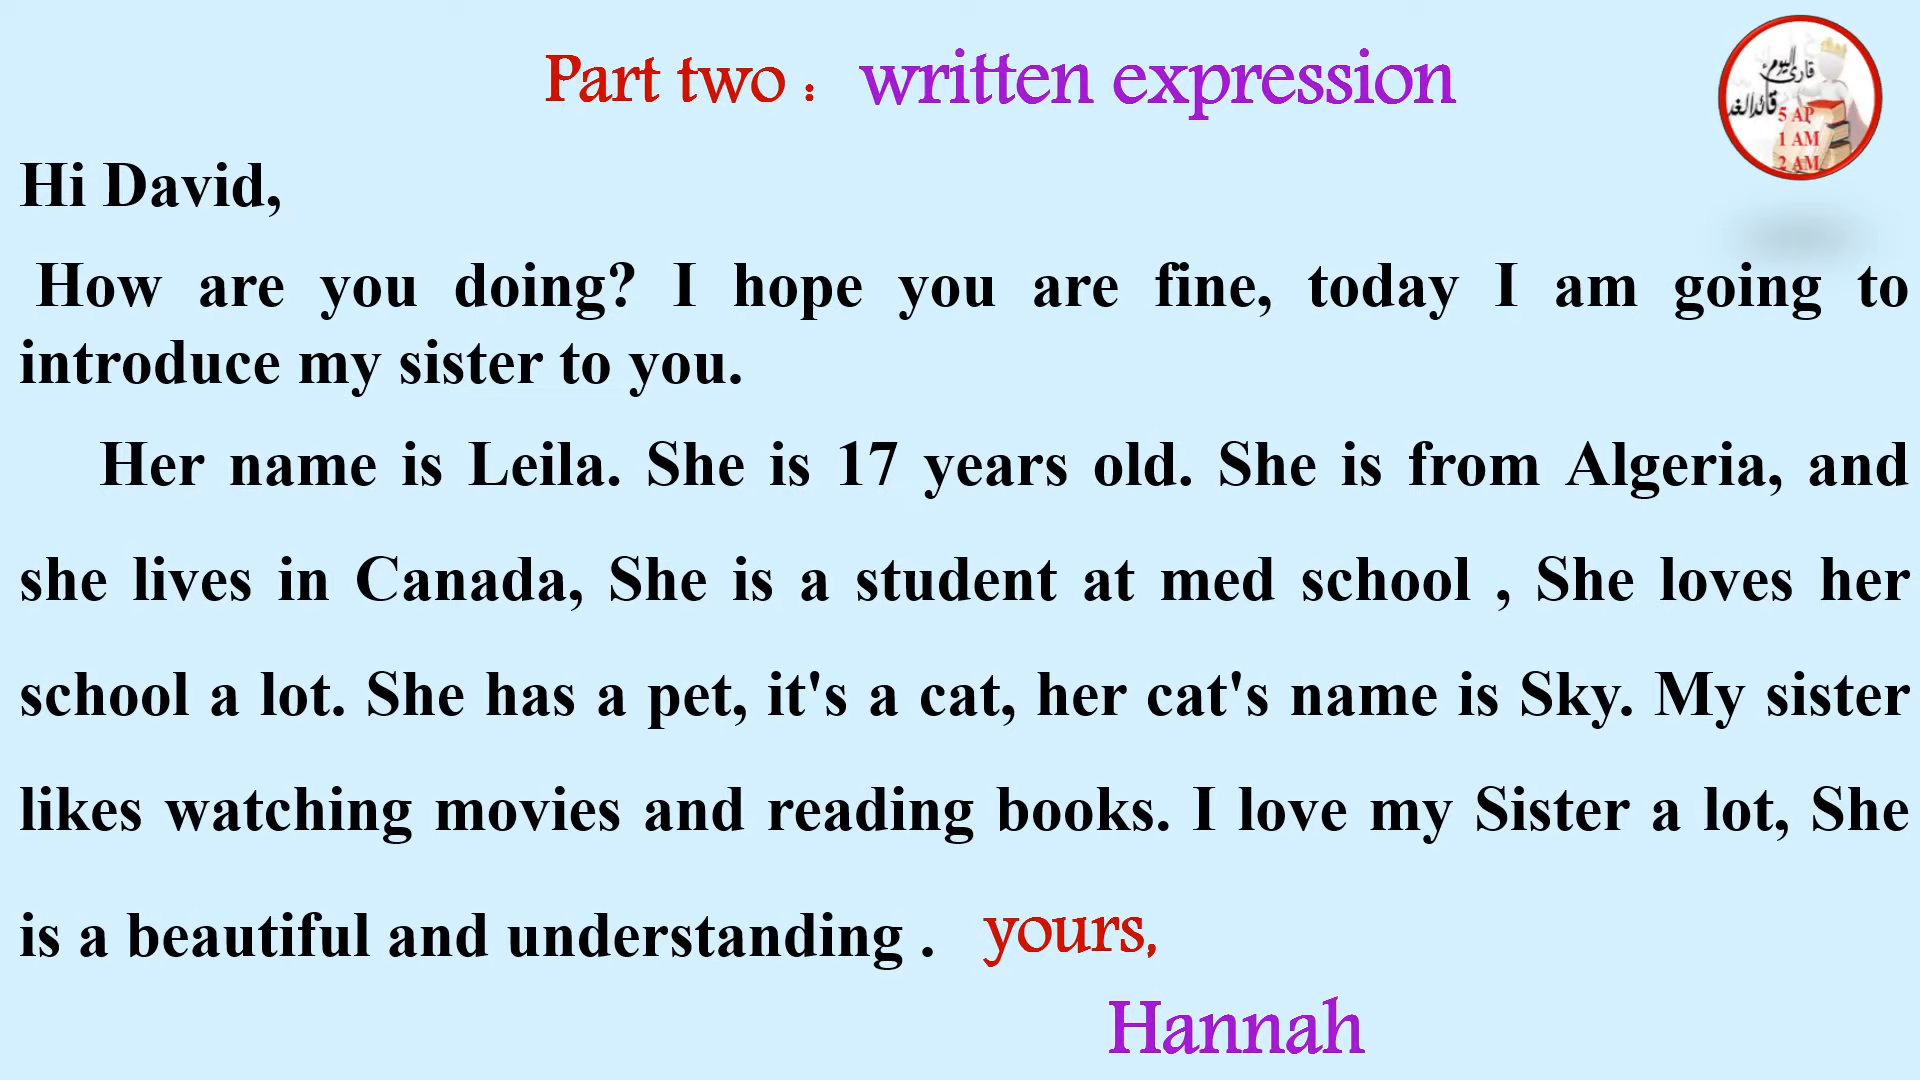 Part two : written expression
قارئ اليوم
قائد الغد
5 AP
1 AM
2 AM
Hi David,
How are you doing? I hope you are fine, today I am going to
introduce my sister to you.
Her name is Leila. She is 17 years old. She is from Algeria, and
she lives in Canada, She is a student at med school , She loves her
school a lot. She has a pet, it's a cat, her cat's name is Sky. My sister
likes watching movies and reading books. I love my Sister a lot, She
is a beautiful and understanding . yours,
Hannah